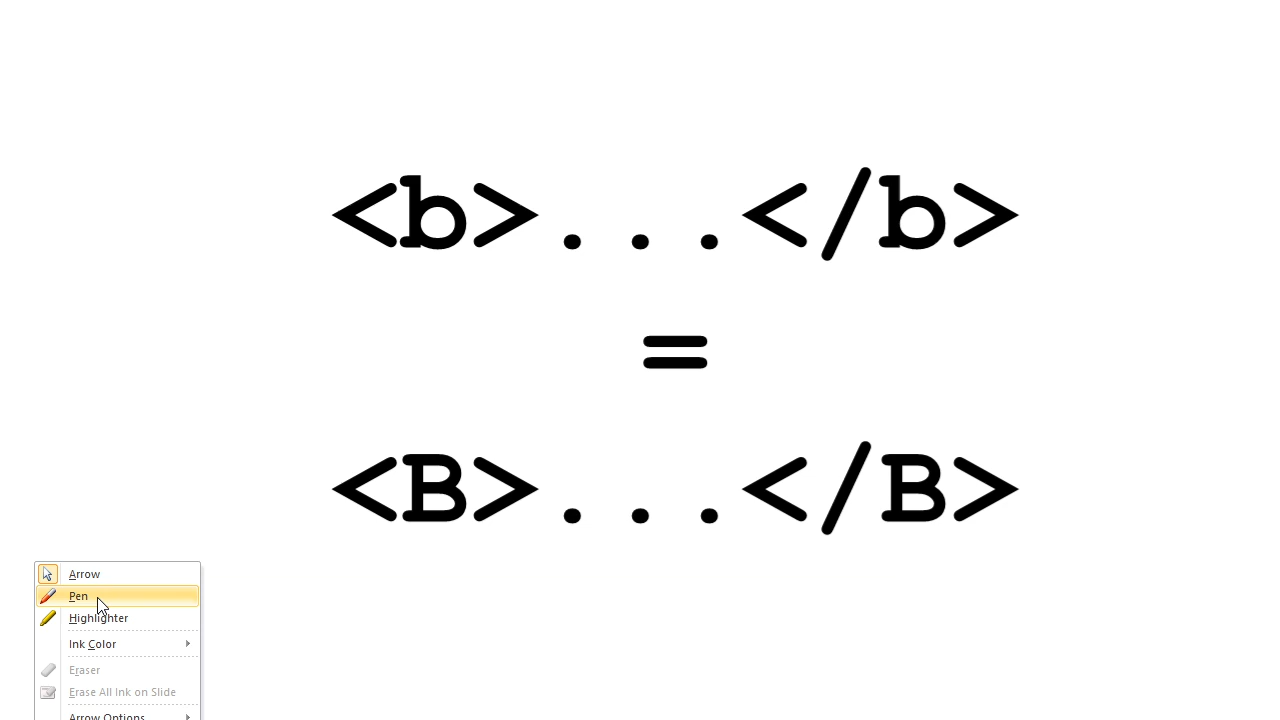 <b>...</b>
=
<B>...</B>
Arrow
Pen
Highlighter
Ink Color
Eraser
Erase All Ink on Slide
Arrow Options